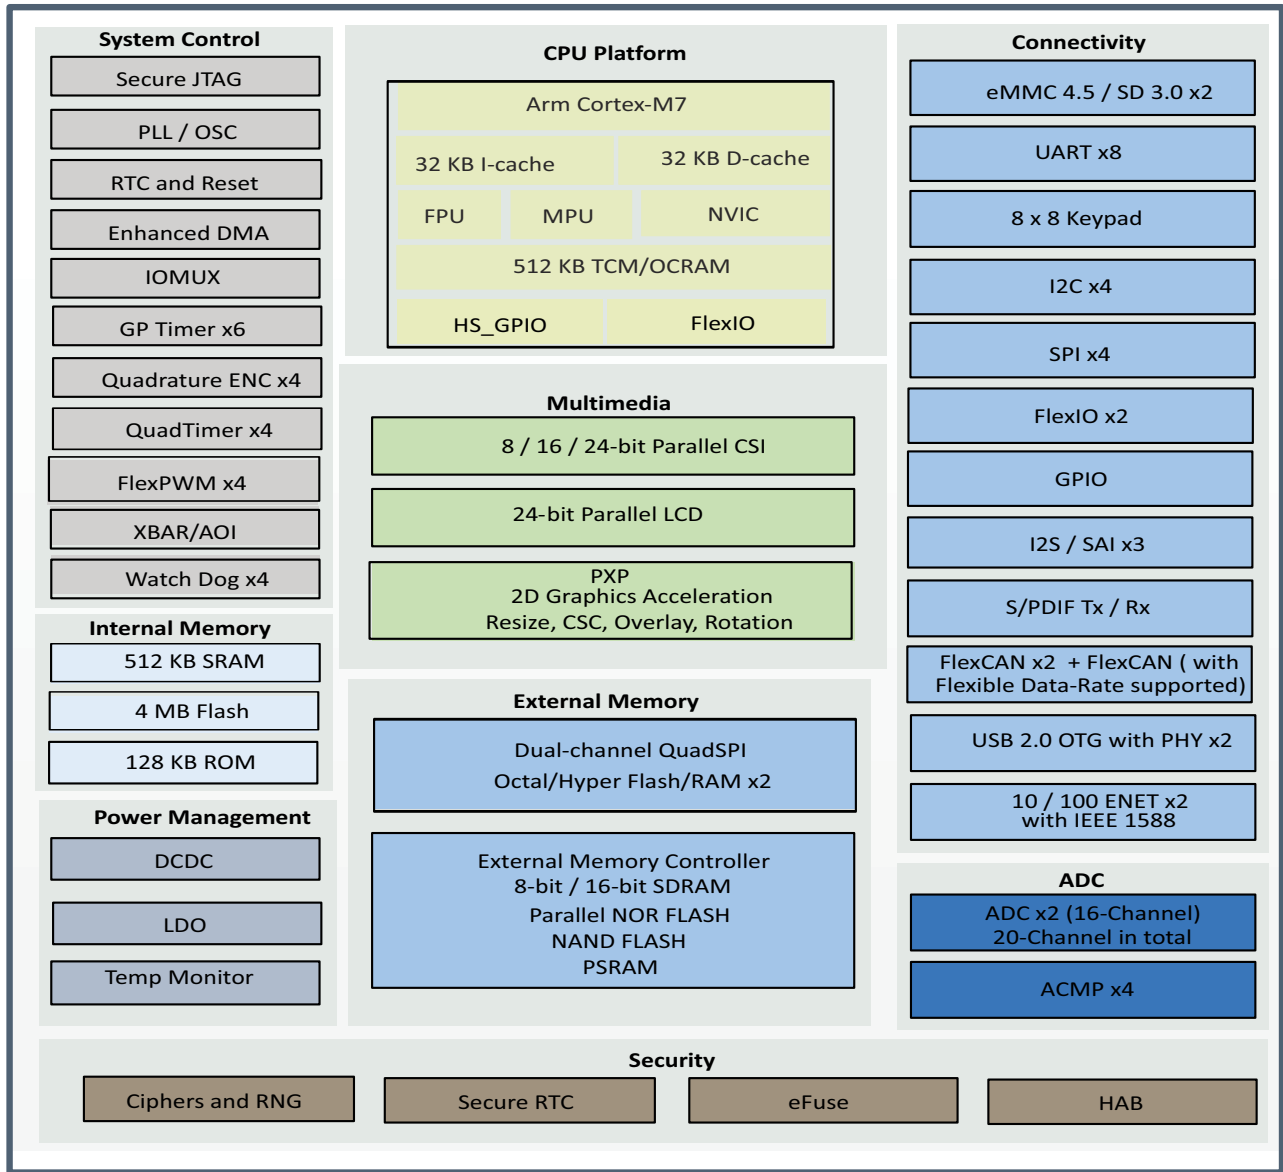 System Control
Secure JTAG
PLL / OSC
RTC and Reset
Enhanced DMA
IOMUX
GP Timer x6
Quadrature ENC x4
QuadTimer x4
FlexPWM x4
XBAR/AOI
Watch Dog x4
Internal Memory
512 KB SRAM
4 MB Flash
128 KB ROM
Power Management
DCDC
LDO
Temp Monitor
CPU Platform
Arm Cortex-M7
32 KB I-cache
32 KB D-cache
FPU
MPU
NVIC
512 KB TCM/OCRAM
HS_GPIO
FlexIO
Multimedia
8 / 16 / 24-bit Parallel CSI
24-bit Parallel LCD
PXP
2D Graphics Acceleration
Resize, CSC, Overlay, Rotation
External Memory
Dual-channel QuadSPI
Octal/Hyper Flash/RAM x2
External Memory Controller
8-bit / 16-bit SDRAM
Parallel NOR FLASH
NAND FLASH
PSRAM
Connectivity
eMMC 4.5 / SD 3.0 x2
UART x8
8 x 8 Keypad
I2C x4
SPI x4
FlexIO x2
GPIO
I2S / SAI x3
S/PDIF Tx / Rx
FlexCAN x2 + FlexCAN ( with
Flexible Data-Rate supported)
USB 2.0 OTG with PHY x2
10 / 100 ENET x2
with IEEE 1588
ADC
ADC x2 (16-Channel)
20-Channel in total
ACMP x4
Security
Ciphers and RNG
Secure RTC
eFuse
HAB